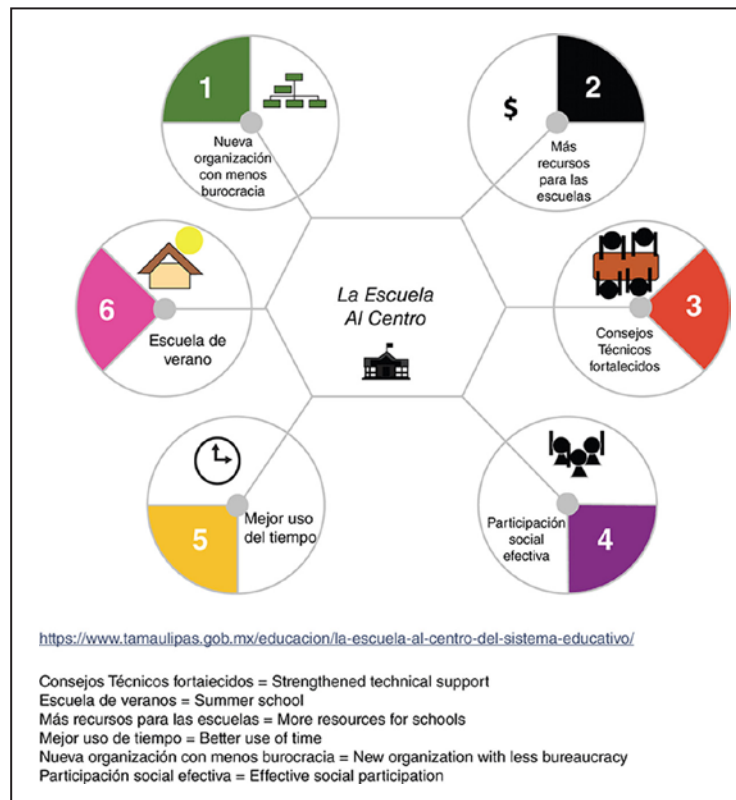 1
Nueva
organización
con menos
burocracia
$
2
Más
recursos
para las
escuelas
6
Escuela de
verano
La Escuela
Al Centro
3
Consejos
Técnicos
fortalecidos
5
Mejor uso
del tiempo
Participación
social
efectiva
4
https://www.tamaulipas.gob.mx/educacion/la-escuela-al-centro-del-sistema-educativo/
Consejos Técnicos fortaiecidos = Strengthened technical support
Escuela de veranos = Summer school
Más recursos para las escuelas = More resources for schools
Mejor uso de tiempo = Better use of time
Nueva organización con menos burocracia = New organization with less bureaucracy
Participación social efectiva = Effective social participation